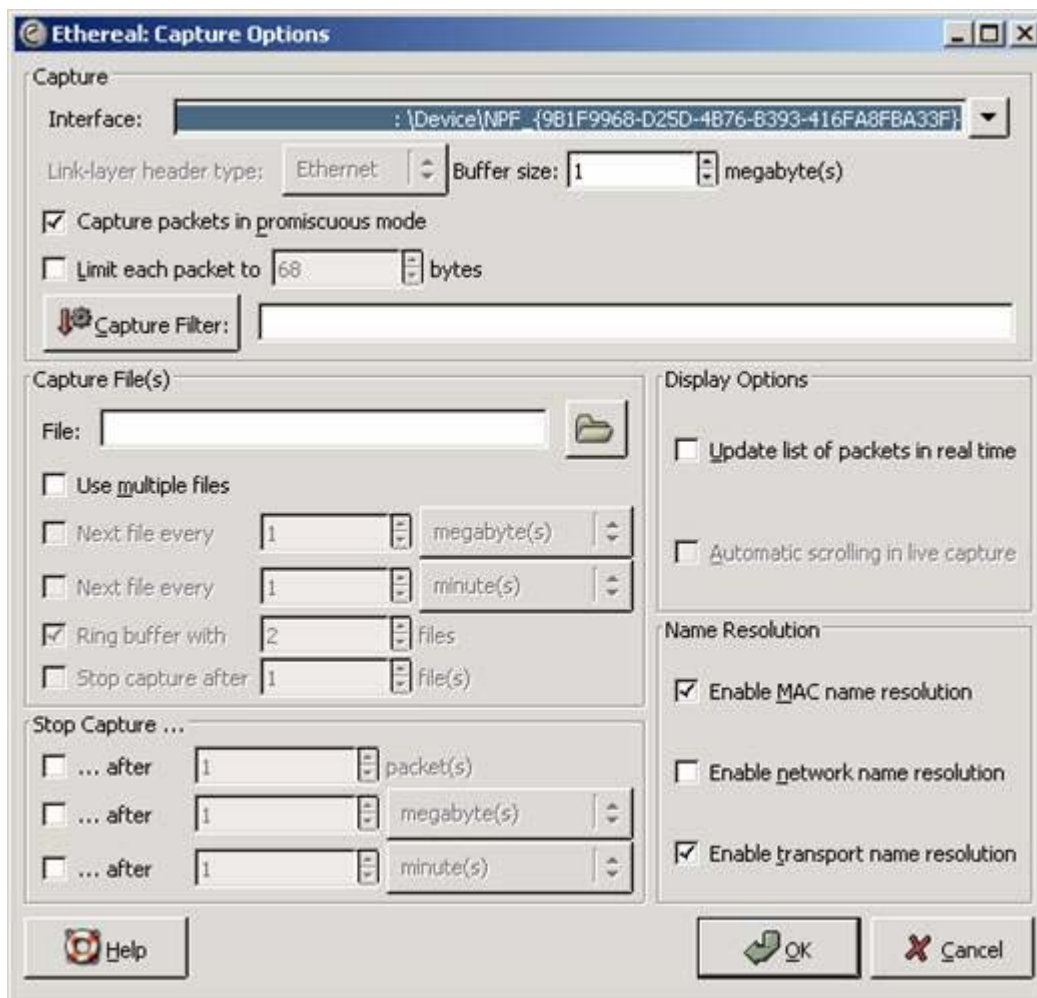 Ethereal: Capture Options
Capture
Interface: : \Device\NPF_{9B1F9968-D25D-4B76-B393-416FA8FBA33F}
Link-layer header type: Ethernet Buffer size: 1 megabyte(s)
Capture packets in promiscuous mode
Limit each packet to 68 bytes
Capture Filter:
Capture File(s)
File:
Use multiple files
Next file every 1 megabyte(s)
Next file every 1 minute(s)
Ring buffer with 2 files
Stop capture after 1 file(s)
Display Options
Update list of packets in real time
Automatic scrolling in live capture
Stop Capture ...
... after 1 packet(s)
... after 1 megabyte(s)
... after 1 minute(s)
Name Resolution
Enable MAC name resolution
Enable network name resolution
Enable transport name resolution
Help
OK
Cancel